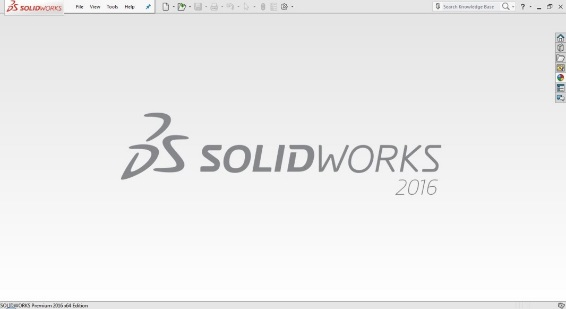 SOLIDWORKS File View Tools Help Search Knowledge Base ?
SOLIDWORKS
2016
SOLIDWORKS Premium 2016 x64 Edition